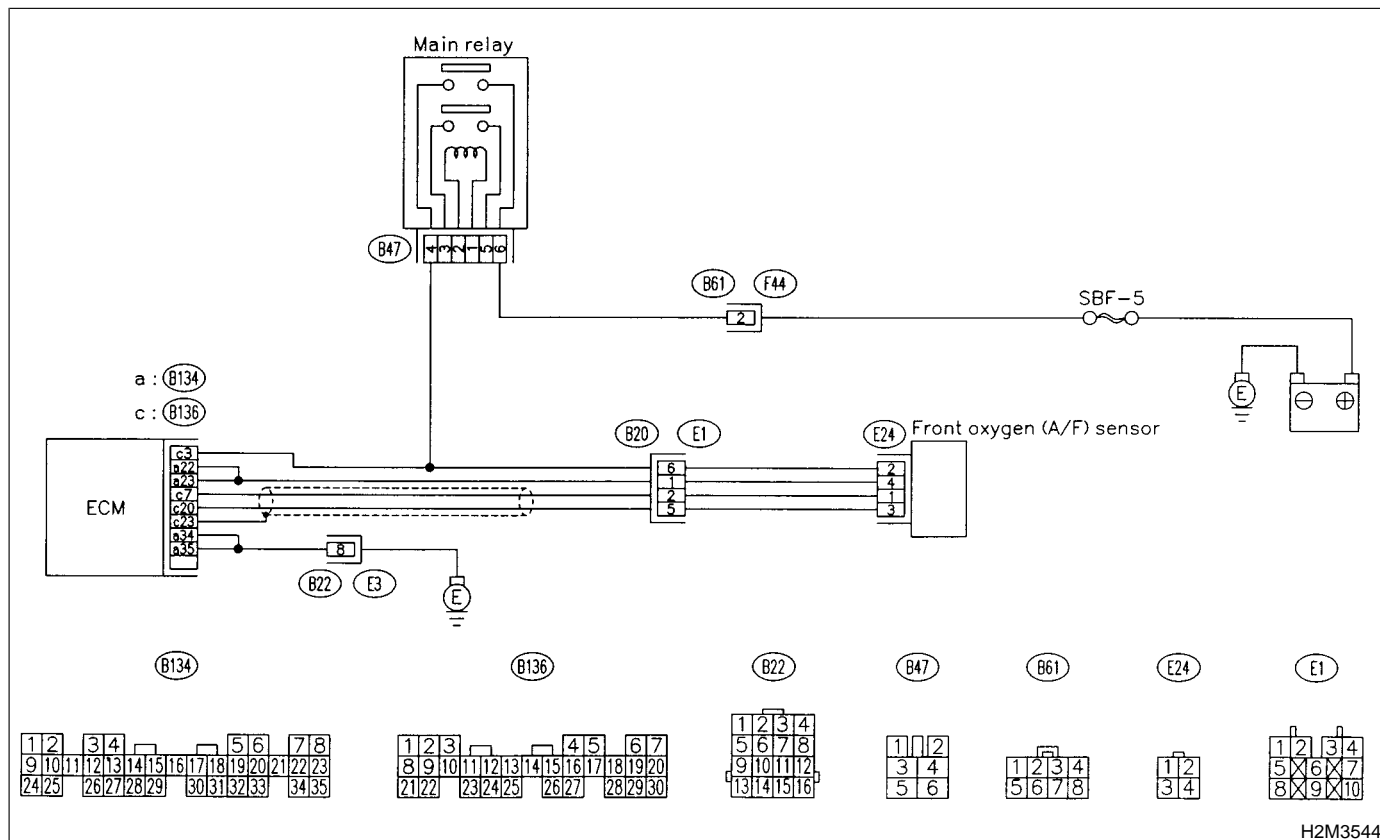 Main relay
B47
4 3 2 1 5 6
B61 F44
2
SBF-5
E
⊖ ⊕
a : B134
c : B136
ECM
c3
a22
a23
c7
c20
c23
a34
a35
B20 E1
6
1
2
5
E24
2
4
1
3
Front oxygen (A/F) sensor
8
B22 E3
E
B134 B136 B22 B47 B61 E24 E1
1 2 3 4 5 6 7 8
9 10 11 12 13 14 15 16 17 18 19 20 21 22 23
24 25 26 27 28 29 30 31 32 33 34 35
1 2 3 4 5 6 7
8 9 10 11 12 13 14 15 16 17 18 19 20
21 22 23 24 25 26 27 28 29 30
1 2 3 4
5 6 7 8
9 10 11 12
13 14 15 16
1 2
3 4
5 6
1 2 3 4
5 6 7 8
1 2
3 4
1 2 3 4
5 6 7
8 9 10
H2M3544